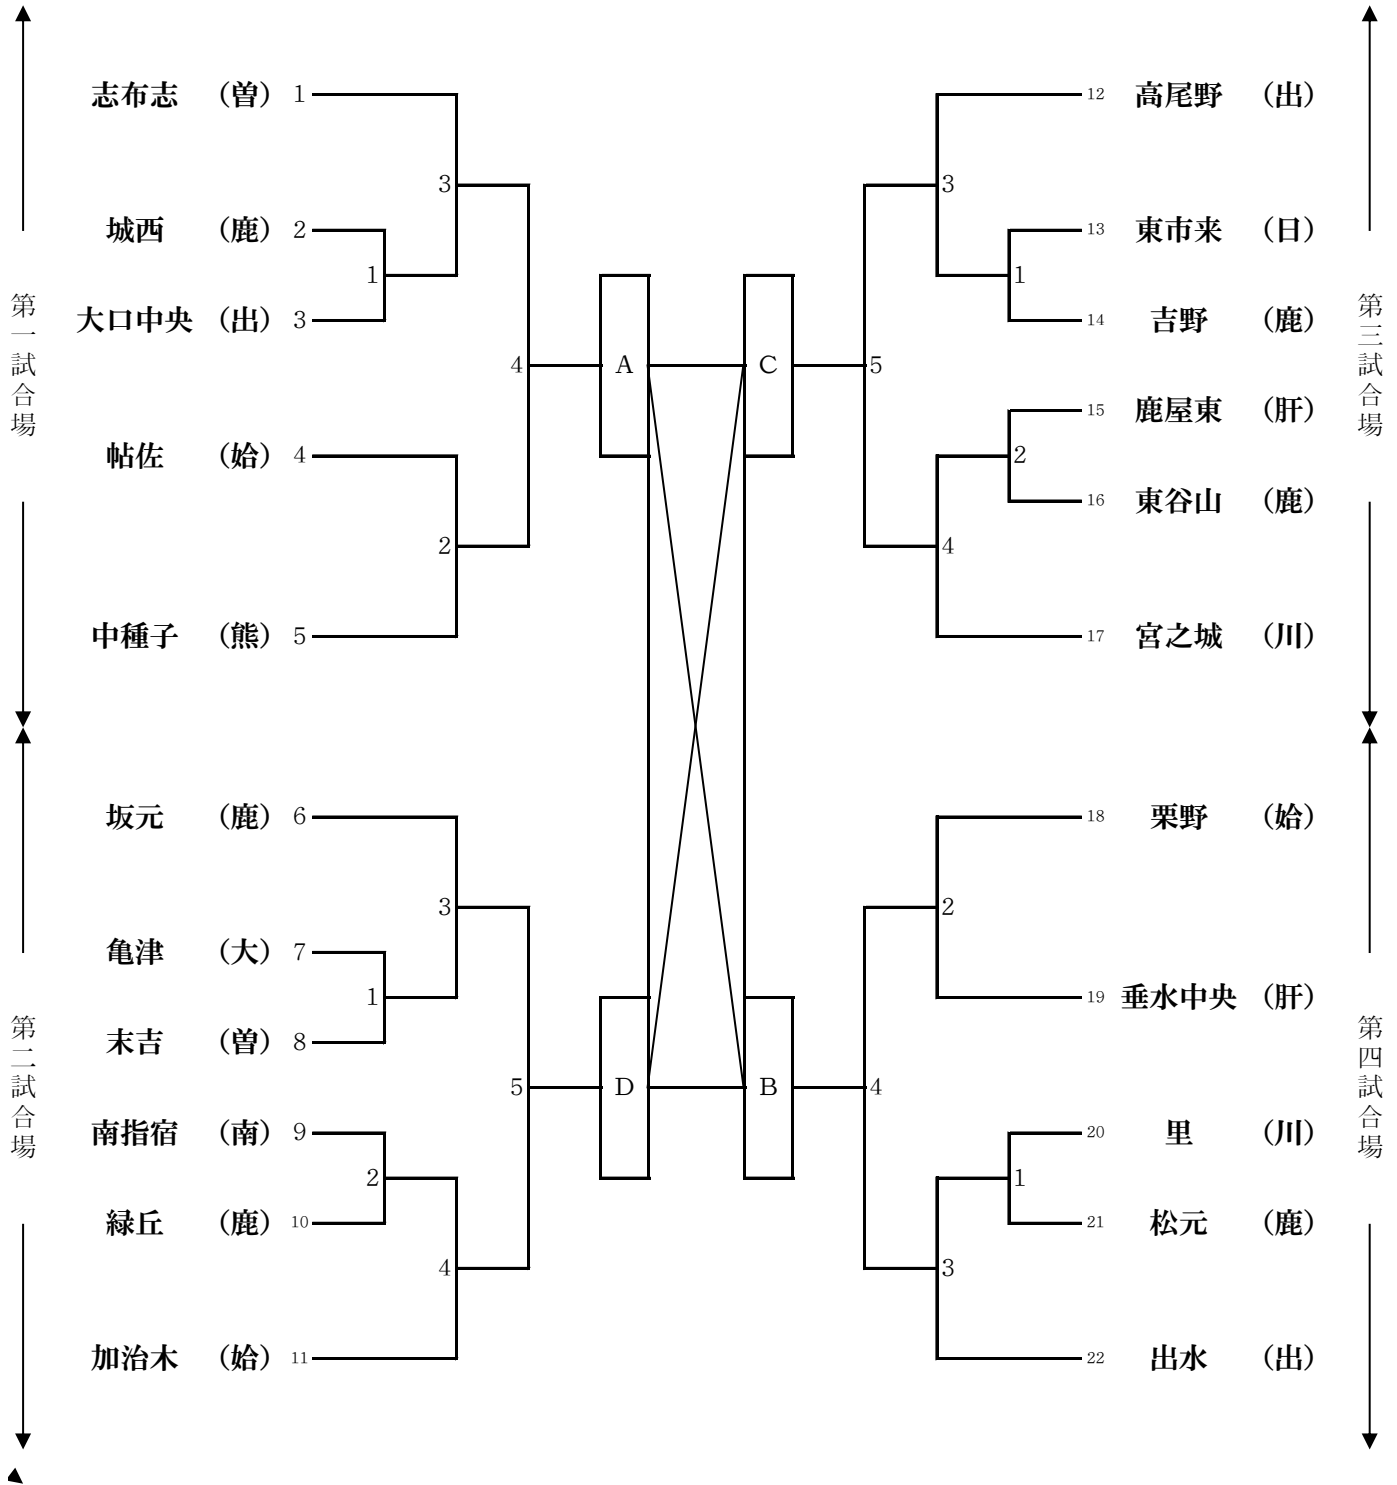 第一試合場
志布志 （曽） 1
3
城西 （鹿） 2
1
大口中央 （出） 3
4
A
帖佐 （姶） 4
2
中種子 （熊） 5
第二試合場
坂元 （鹿） 6
3
亀津 （大） 7
1
末吉 （曽） 8
5
D
南指宿 （南） 9
2
緑丘 （鹿） 10
4
加治木 （姶） 11
第三試合場
12 高尾野 （出）
3
13 東市来 （日）
1
14 吉野 （鹿）
C
5
15 鹿屋東 （肝）
2
16 東谷山 （鹿）
4
17 宮之城 （川）
第四試合場
18 栗野 （姶）
2
19 垂水中央 （肝）
B
4
20 里 （川）
1
21 松元 （鹿）
3
22 出水 （出）